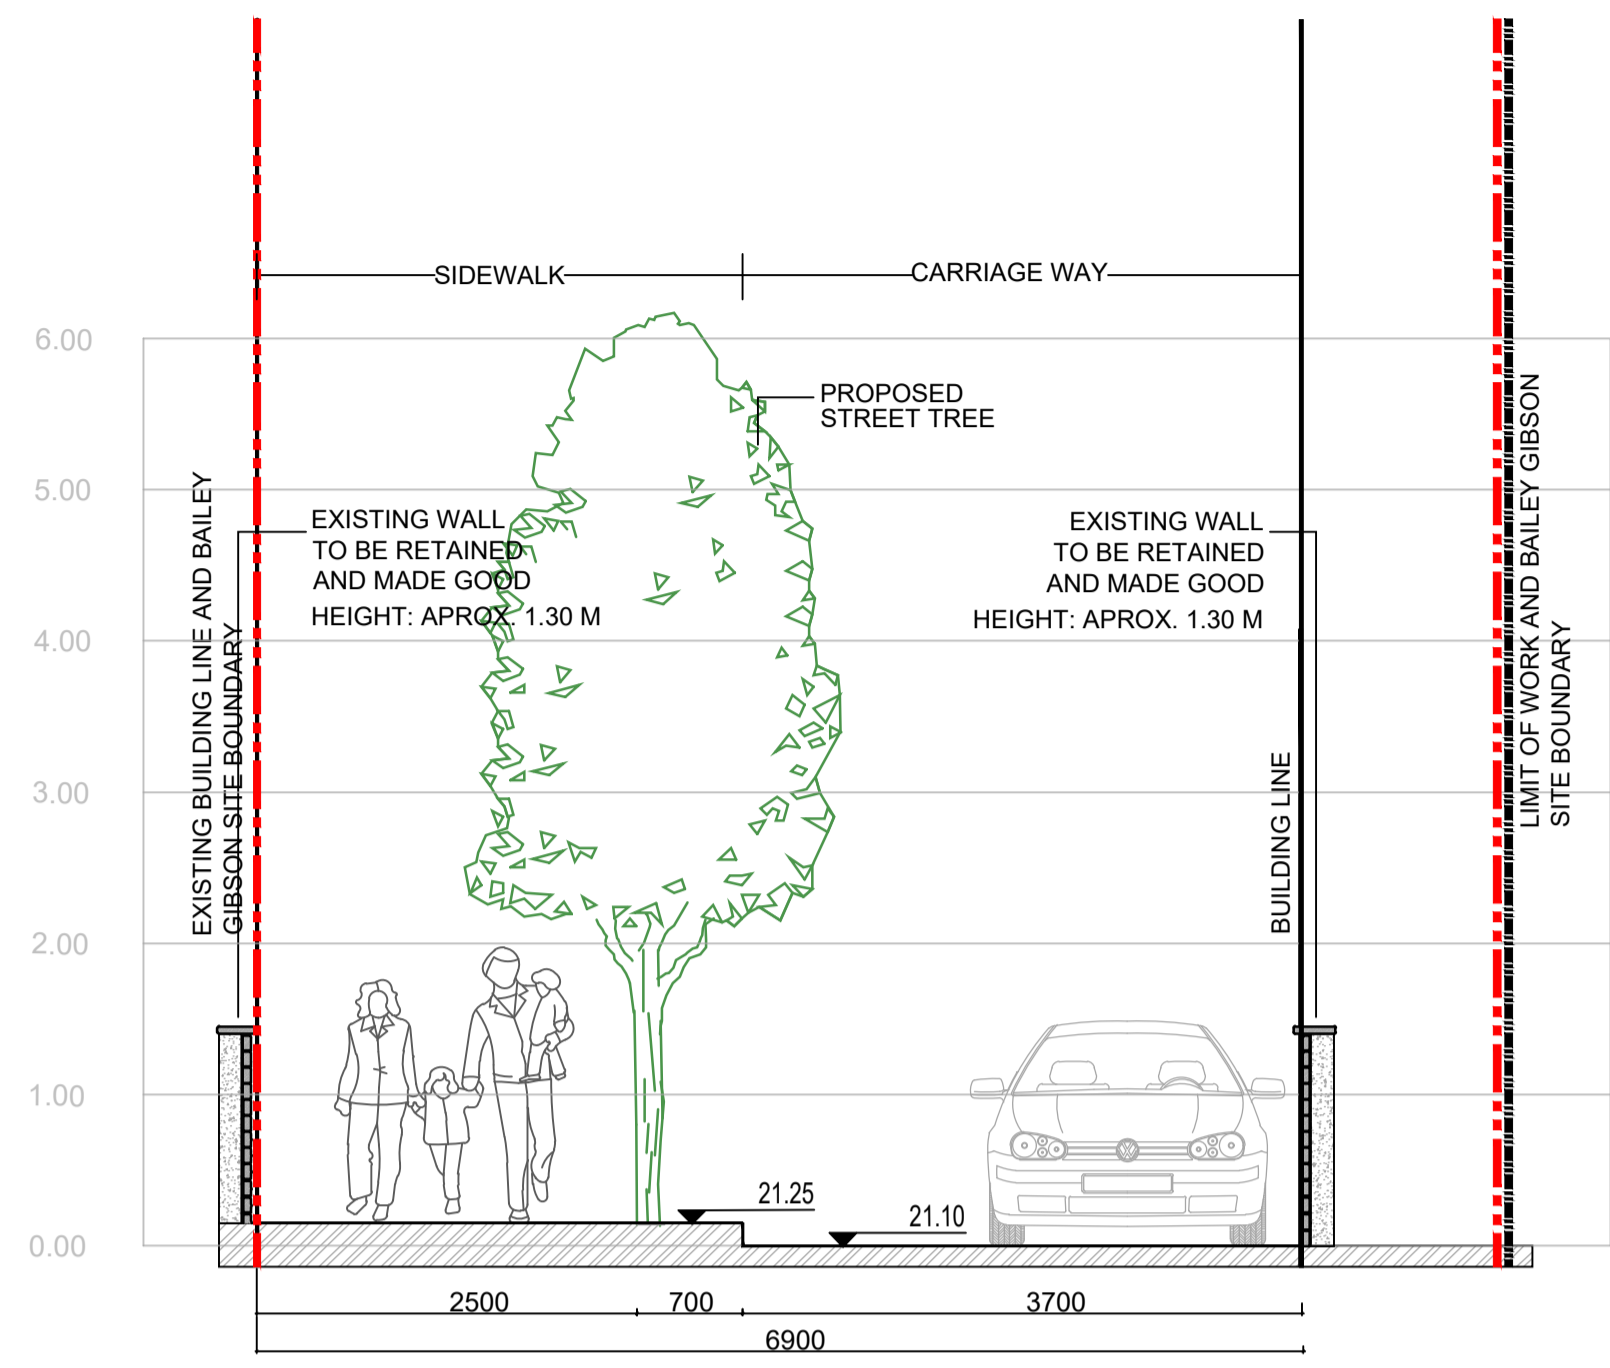 SIDEWALK
CARRIAGE WAY
6.00
5.00
4.00
3.00
2.00
1.00
0.00
PROPOSED
STREET TREE
EXISTING BUILDING LINE AND BAILEY
GIBSON SITE BOUNDARY
EXISTING WALL
TO BE RETAINED
AND MADE GOOD
HEIGHT: APROX. 1.30 M
EXISTING WALL
TO BE RETAINED
AND MADE GOOD
HEIGHT: APROX. 1.30 M
BUILDING LINE
LIMIT OF WORK AND BAILEY GIBSON
SITE BOUNDARY
21.25
21.10
2500
700
3700
6900